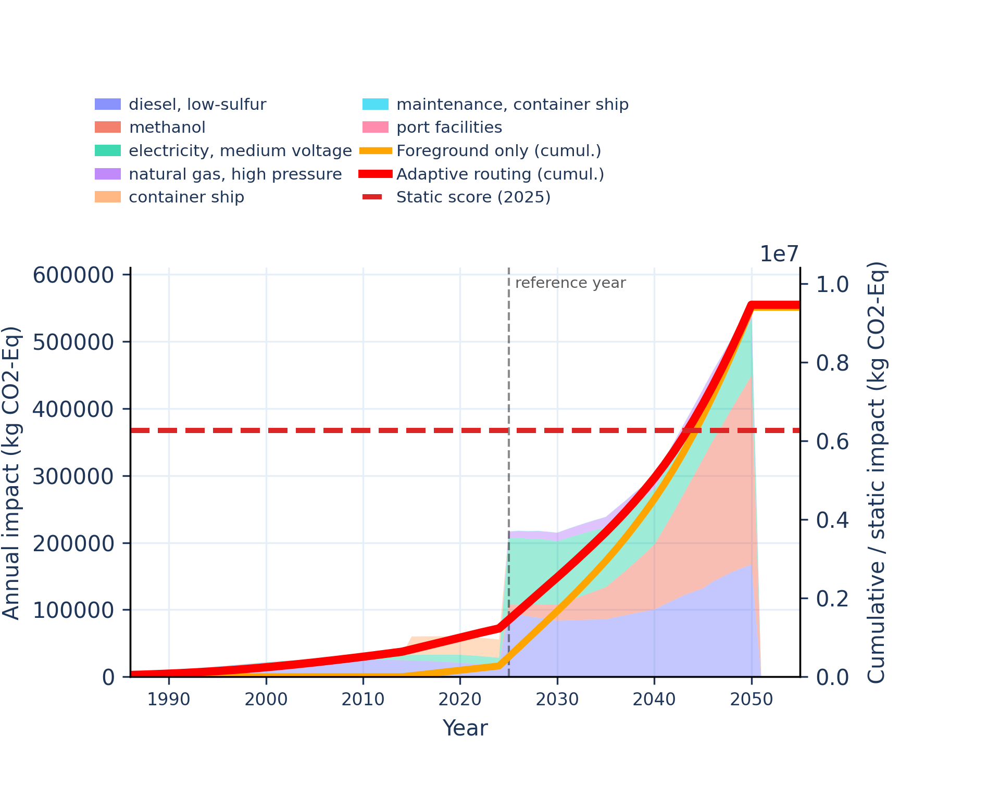 diesel, low-sulfur
methanol
electricity, medium voltage
natural gas, high pressure
container ship
maintenance, container ship
port facilities
Foreground only (cumul.)
Adaptive routing (cumul.)
Static score (2025)
1e7
reference year
Annual impact (kg CO2-Eq)
600000
500000
400000
300000
200000
100000
0
1.0
0.8
0.6
0.4
0.2
0.0
Cumulative / static impact (kg CO2-Eq)
1990
2000
2010
2020
2030
2040
2050
Year